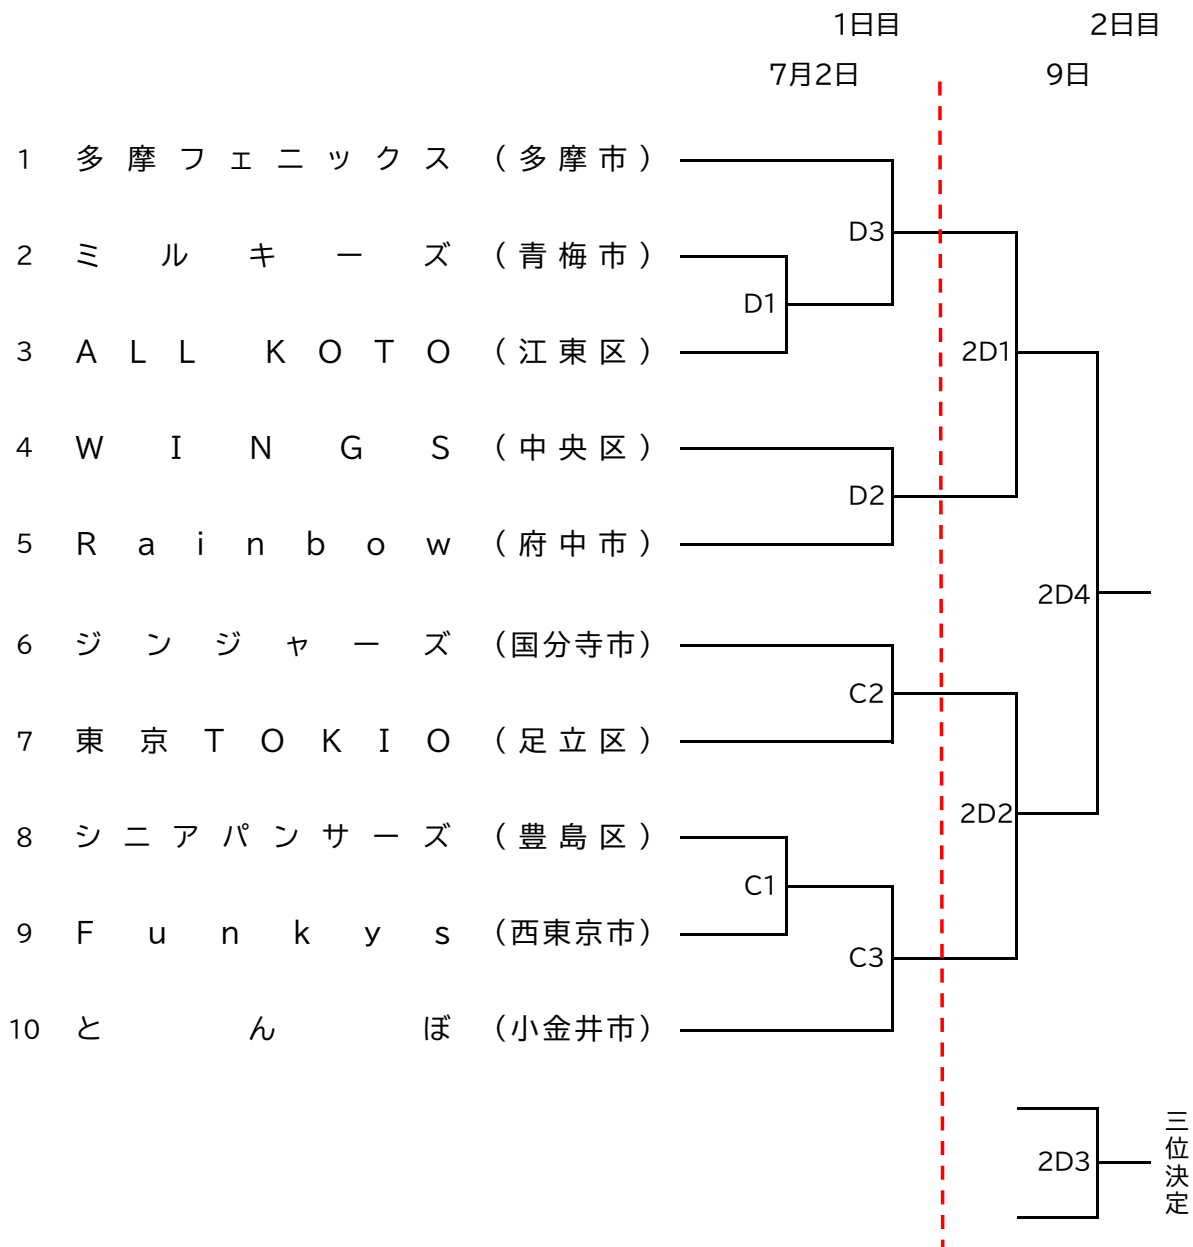 1日目 2日目
7月2日 9日
1 多摩フェニックス （多摩市）
D3
2 ミルキーズ （青梅市）
D1
3 ALL KOTO （江東区）
2D1
4 WINGS （中央区）
D2
5 Rainbow （府中市）
2D4
6 ジンジャーズ （国分寺市）
C2
7 東京TOKIO （足立区）
2D2
8 シニアパンサーズ （豊島区）
C1
9 Funkys （西東京市）
C3
10 とんぼ （小金井市）
2D3
三位決定